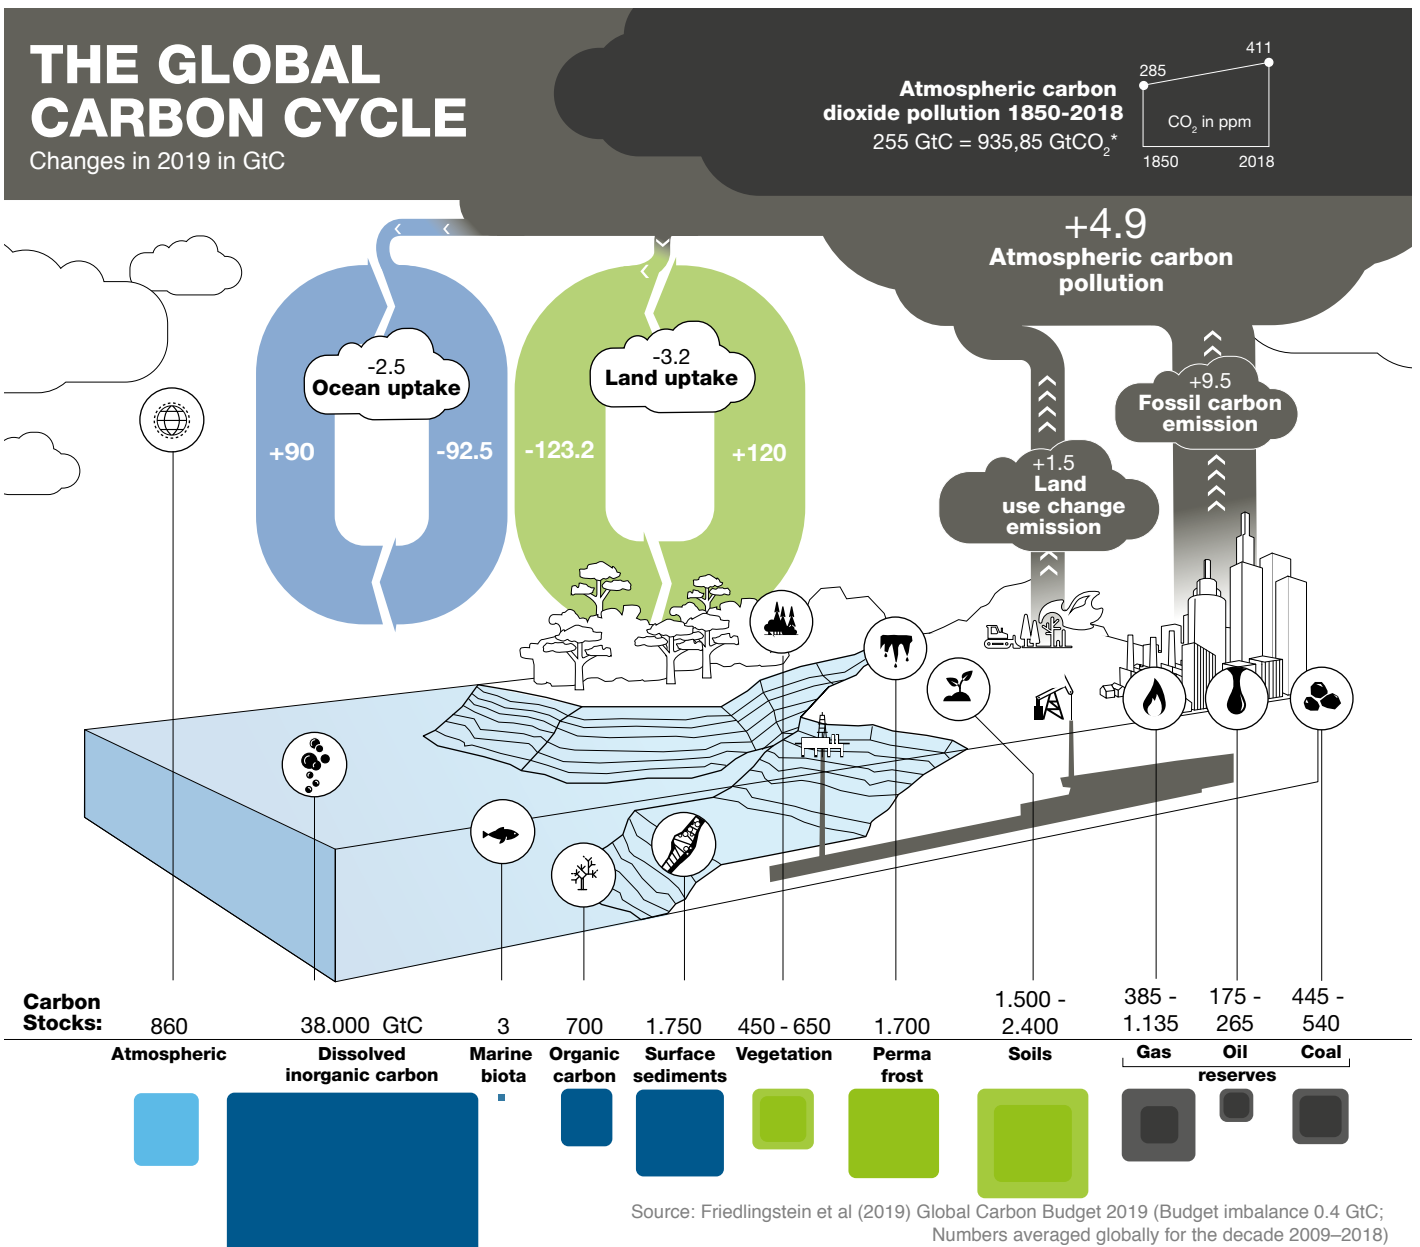 THE GLOBAL
CARBON CYCLE
Changes in 2019 in GtC
Atmospheric carbon
dioxide pollution 1850-2018
255 GtC = 935,85 GtCO2*
411
285
CO2 in ppm
1850 2018
+4.9
Atmospheric carbon
pollution
-2.5
Ocean uptake
+90 -92.5
-3.2
Land uptake
-123.2 +120
+9.5
Fossil carbon
emission
+1.5
Land
use change
emission
Carbon
Stocks:
860
38.000 GtC
3
700
1.750
450 - 650
1.700
1.500 -
2.400
385 -
1.135
175 -
265
445 -
540
Atmospheric
Dissolved
inorganic carbon
Marine
biota
Organic
carbon
Surface
sediments
Vegetation
Perma
frost
Soils
Gas Oil Coal
reserves
Source: Friedlingstein et al (2019) Global Carbon Budget 2019 (Budget imbalance 0.4 GtC;
Numbers averaged globally for the decade 2009–2018)